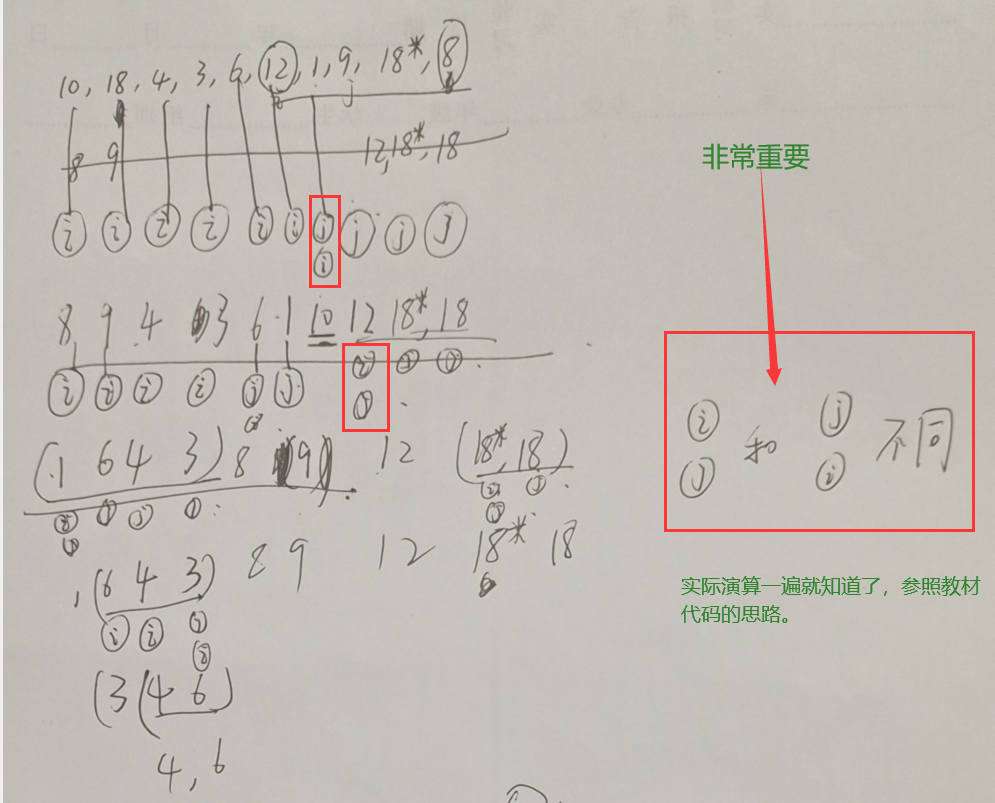 10, 18, 4, 3, 6, 12, 1, 9, 18*, 8
j
8 9 12, 18*, 18
i i i i i i j j j j
i
非常重要
8 9 4 3 6 1 10 12 18*, 18
i i i i j j i j j
i j
i 和 j 不同
j i
(1 6 4 3) 8 (9) 12 (18*, 18)
i j j j i j
j j
1 (6 4 3) 8 9 12 18* 18
i i j
i
(3 (4 6)
4, 6
实际演算一遍就知道了，参照教材
代码的思路。